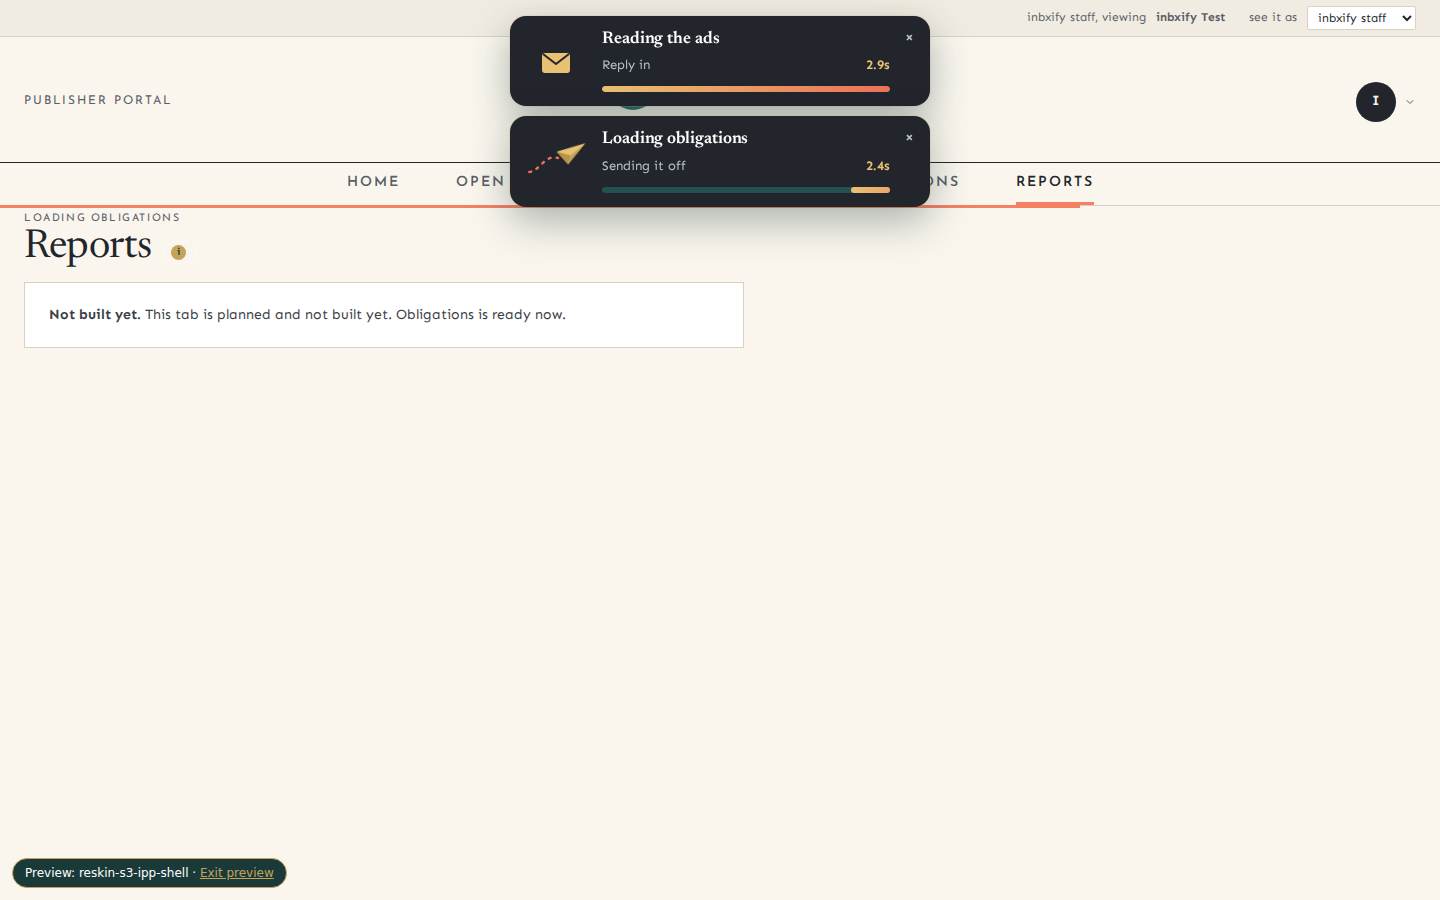 inbxify staff, viewing inbxify Test see it as inbxify staff
Reading the ads ×
Reply in 2.9s
PUBLISHER PORTAL
I
Loading obligations ×
Sending it off 2.4s
HOME OPEN ONS REPORTS
LOADING OBLIGATIONS
Reports i
Not built yet. This tab is planned and not built yet. Obligations is ready now.
Preview: reskin-s3-ipp-shell · Exit preview